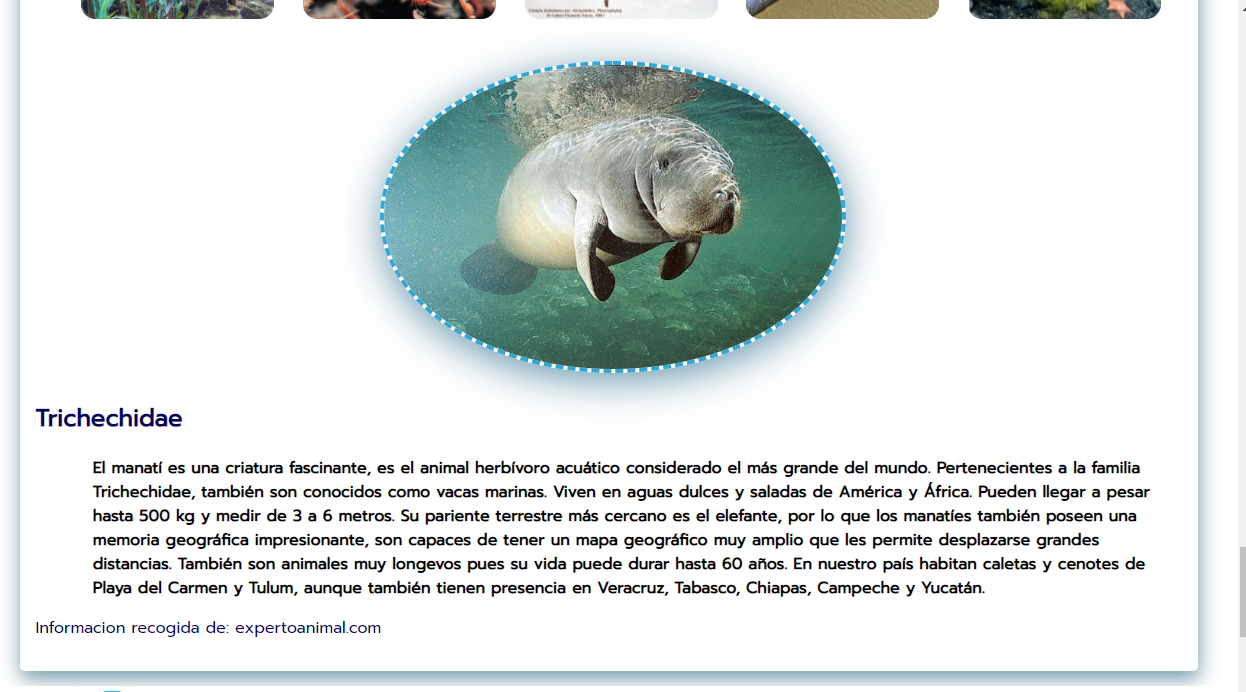 Trichechidae
El manatí es una criatura fascinante, es el animal herbívoro acuático considerado el más grande del mundo. Pertenecientes a la familia
Trichechidae, también son conocidos como vacas marinas. Viven en aguas dulces y saladas de América y África. Pueden llegar a pesar
hasta 500 kg y medir de 3 a 6 metros. Su pariente terrestre más cercano es el elefante, por lo que los manatíes también poseen una
memoria geográfica impresionante, son capaces de tener un mapa geográfico muy amplio que les permite desplazarse grandes
distancias. También son animales muy longevos pues su vida puede durar hasta 60 años. En nuestro país habitan caletas y cenotes de
Playa del Carmen y Tulum, aunque también tienen presencia en Veracruz, Tabasco, Chiapas, Campeche y Yucatán.
Informacion recogida de: expertoanimal.com